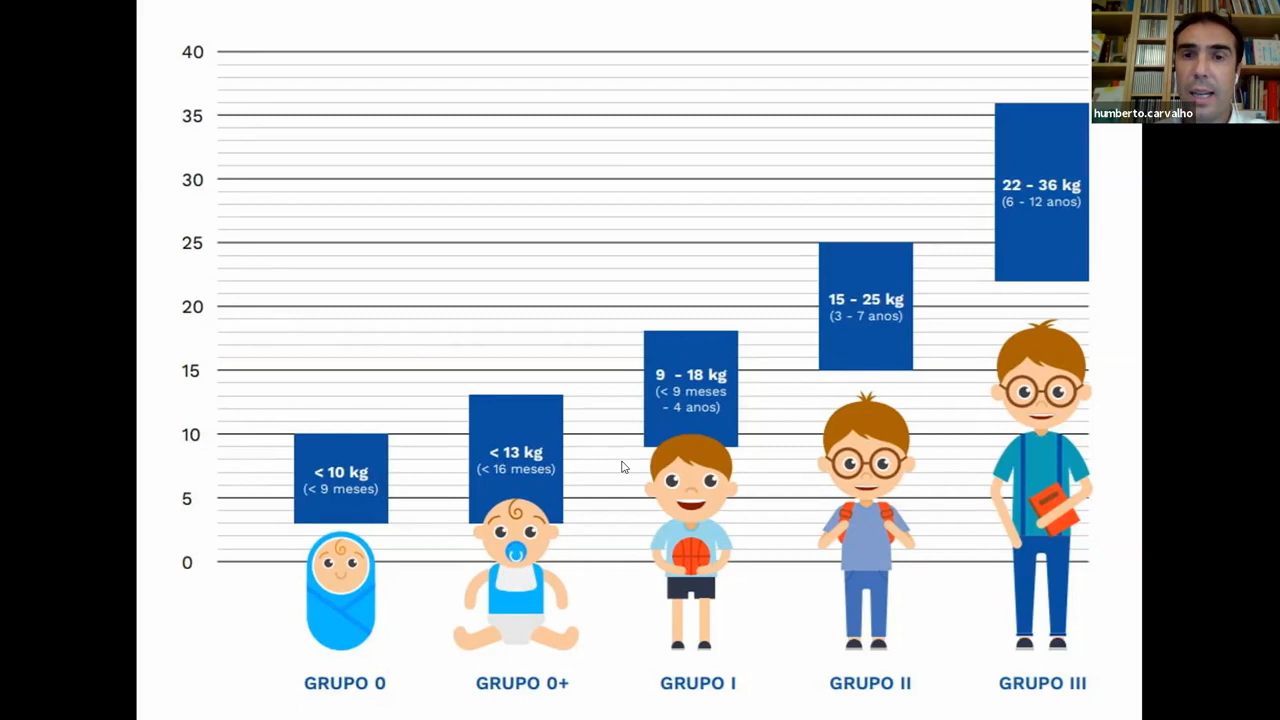 40
35
30
25
20
15
10
5
0
humberto.carvalho
< 10 kg
(< 9 meses)
< 13 kg
(< 16 meses)
9 - 18 kg
(< 9 meses
- 4 anos)
15 - 25 kg
(3 - 7 anos)
22 - 36 kg
(6 - 12 anos)
GRUPO 0
GRUPO 0+
GRUPO I
GRUPO II
GRUPO III